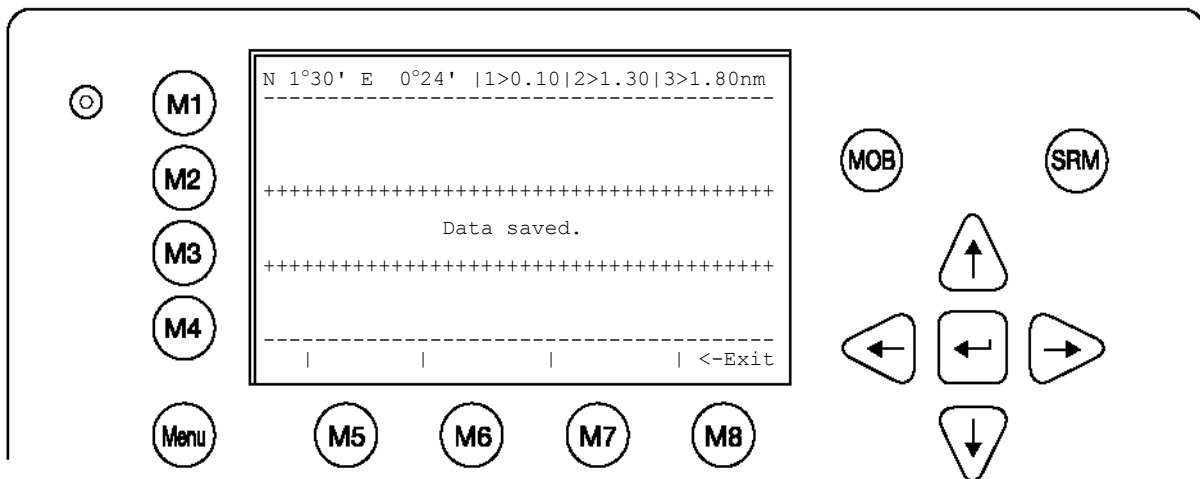 N 1°30' E 0°24' |1>0.10|2>1.30|3>1.80nm
----------------------------------------
++++++++++++++++++++++++++++++++++++++++
Data saved.
++++++++++++++++++++++++++++++++++++++++
----------------------------------------
| | | | <-Exit
M1
M2
M3
M4
Menu
M5 M6 M7 M8
MOB SRM